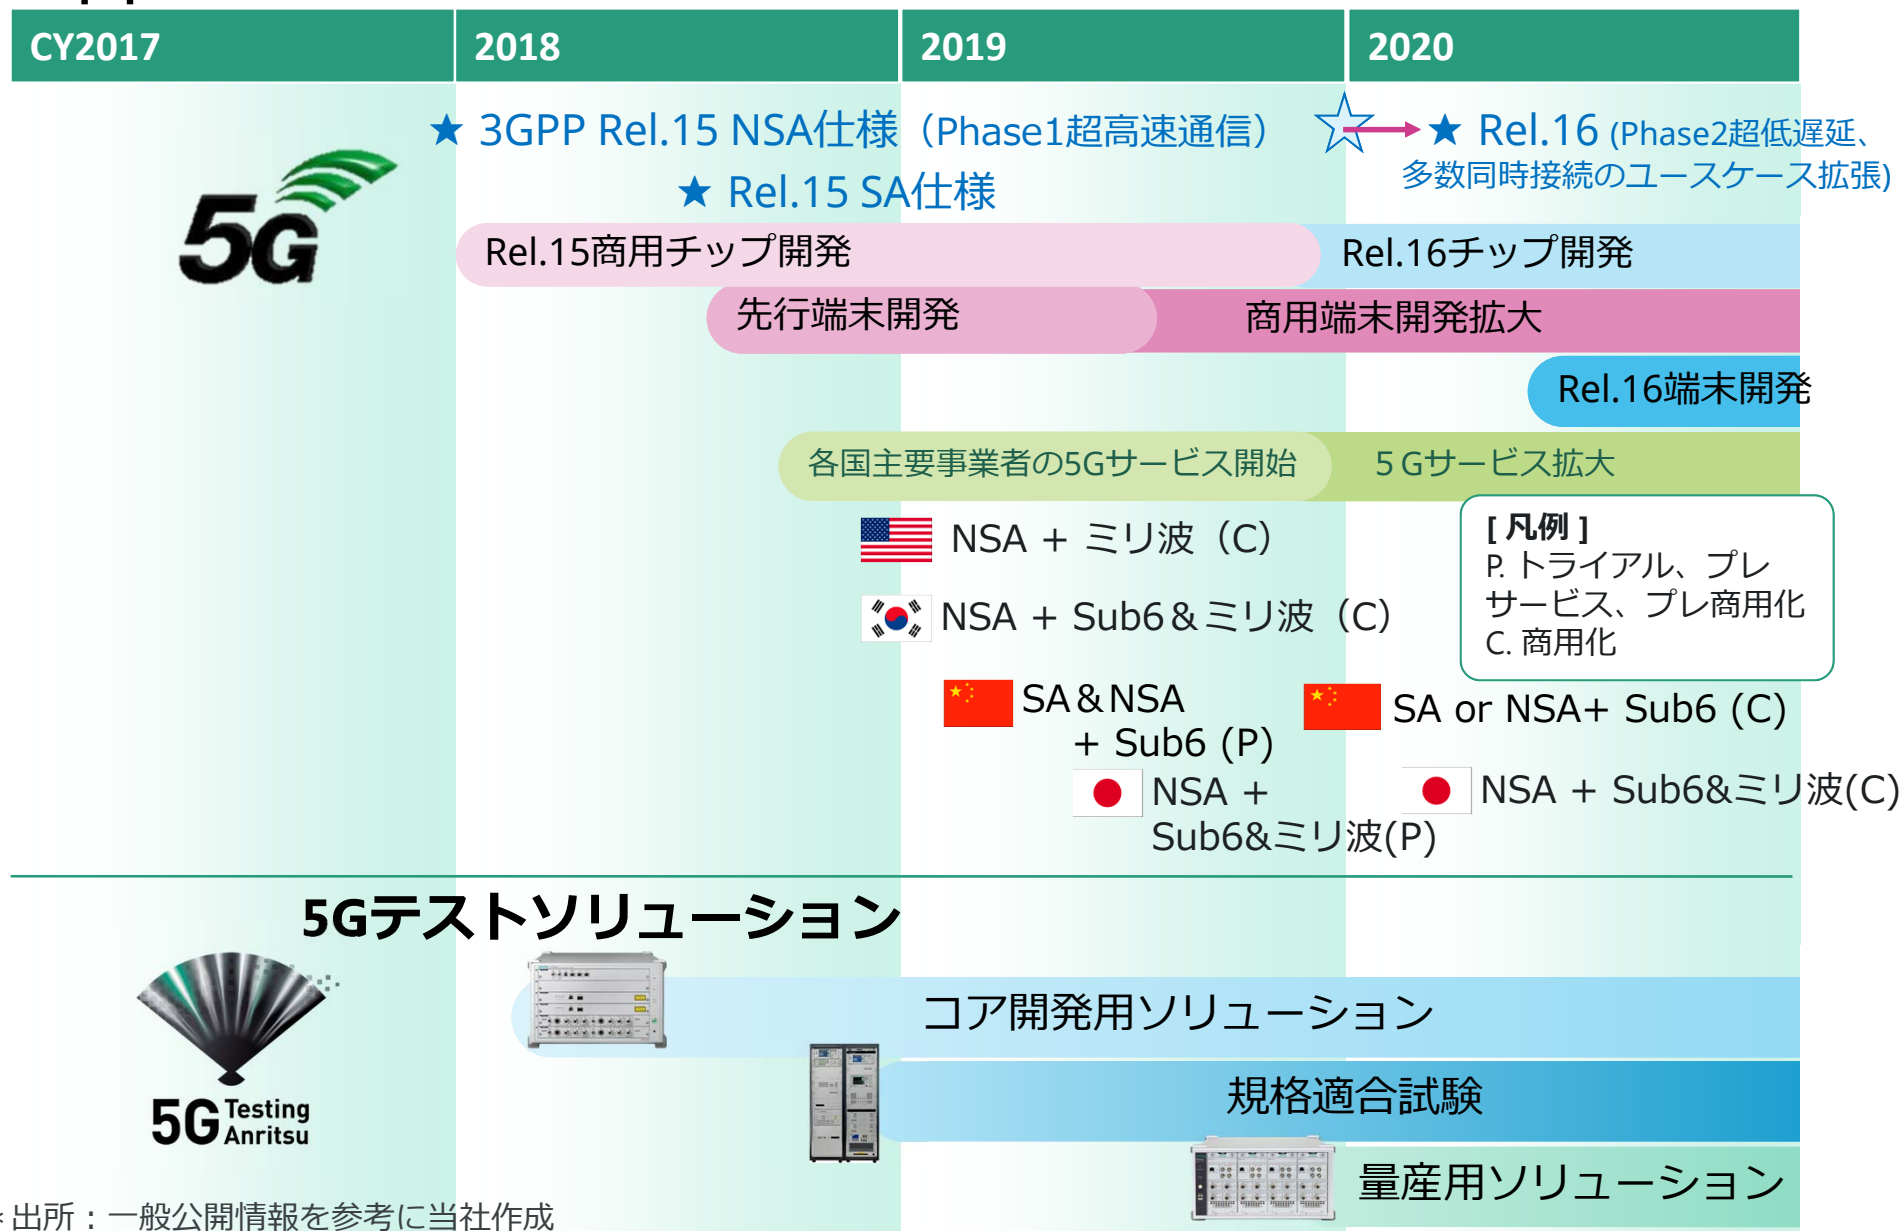 CY2017
2018
2019
2020
★ 3GPP Rel.15 NSA仕様（Phase1超高速通信）
★ Rel.16 (Phase2超低遅延、
多数同時接続のユースケース拡張)
★ Rel.15 SA仕様
5G
Rel.15商用チップ開発
Rel.16チップ開発
先行端末開発
商用端末開発拡大
Rel.16端末開発
各国主要事業者の5Gサービス開始
５Gサービス拡大
NSA + ミリ波（C）
[ 凡例 ]
P. トライアル、プレ
サービス、プレ商用化
C. 商用化
NSA + Sub6＆ミリ波（C）
SA＆NSA
+ Sub6 (P)
SA or NSA+ Sub6 (C)
NSA +
Sub6&ミリ波(P)
NSA + Sub6&ミリ波(C)
5Gテストソリューション
コア開発用ソリューション
規格適合試験
量産用ソリューション
5G Testing
Anritsu
出所：一般公開情報を参考に当社作成